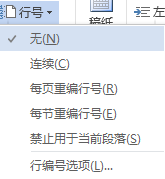 行号
稿纸
左
无(N)
连续(C)
每页重编行号(R)
每节重编行号(E)
禁止用于当前段落(S)
行编号选项(L)...